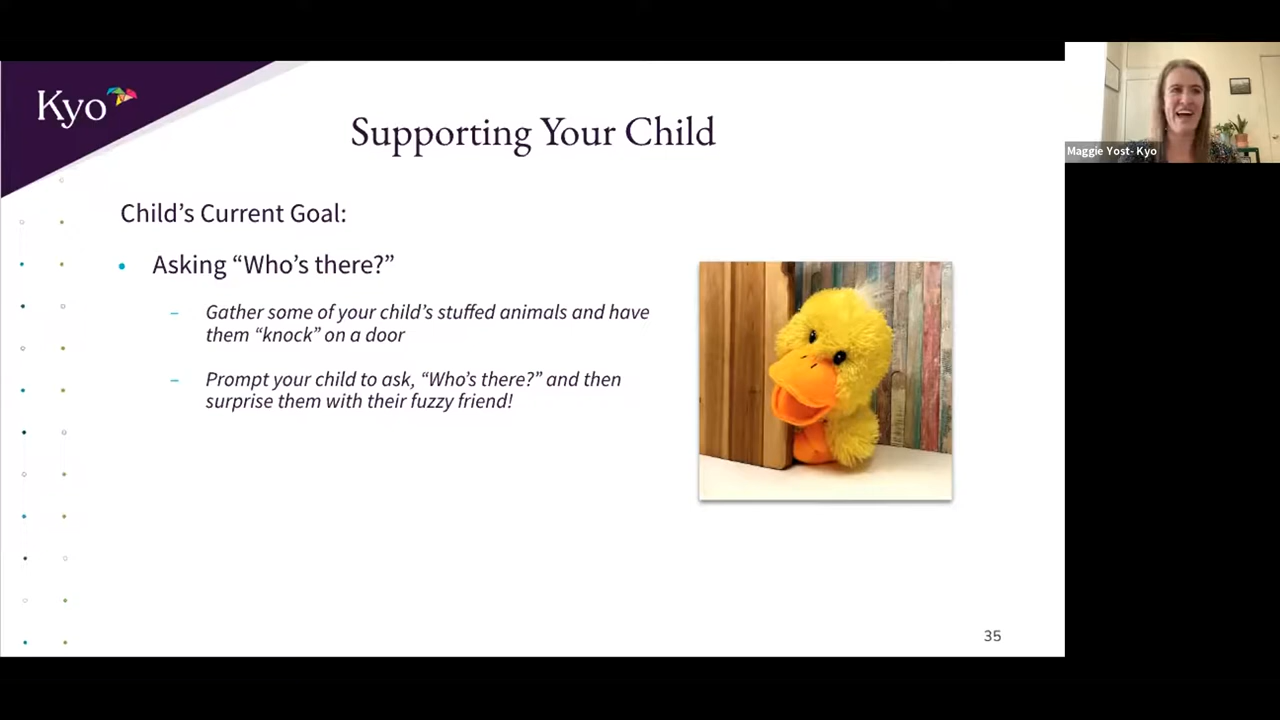 Kyo
Supporting Your Child
Maggie Yost- Kyo
Child’s Current Goal:
• Asking “Who’s there?”
– Gather some of your child’s stuffed animals and have
them “knock” on a door
– Prompt your child to ask, “Who’s there?” and then
surprise them with their fuzzy friend!
35